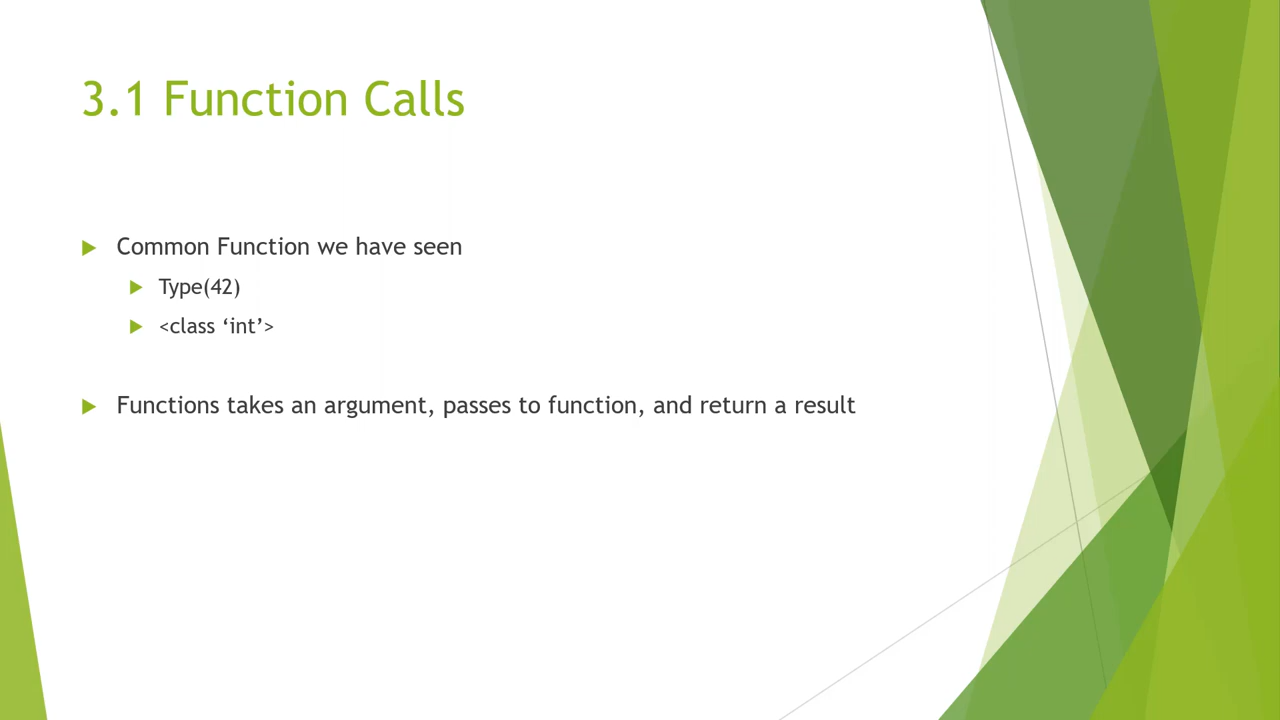 3.1 Function Calls
Common Function we have seen
Type(42)
<class ‘int’>
Functions takes an argument, passes to function, and return a result